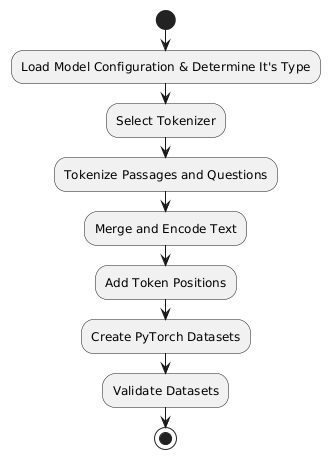 Load Model Configuration & Determine It's Type
Select Tokenizer
Tokenize Passages and Questions
Merge and Encode Text
Add Token Positions
Create PyTorch Datasets
Validate Datasets